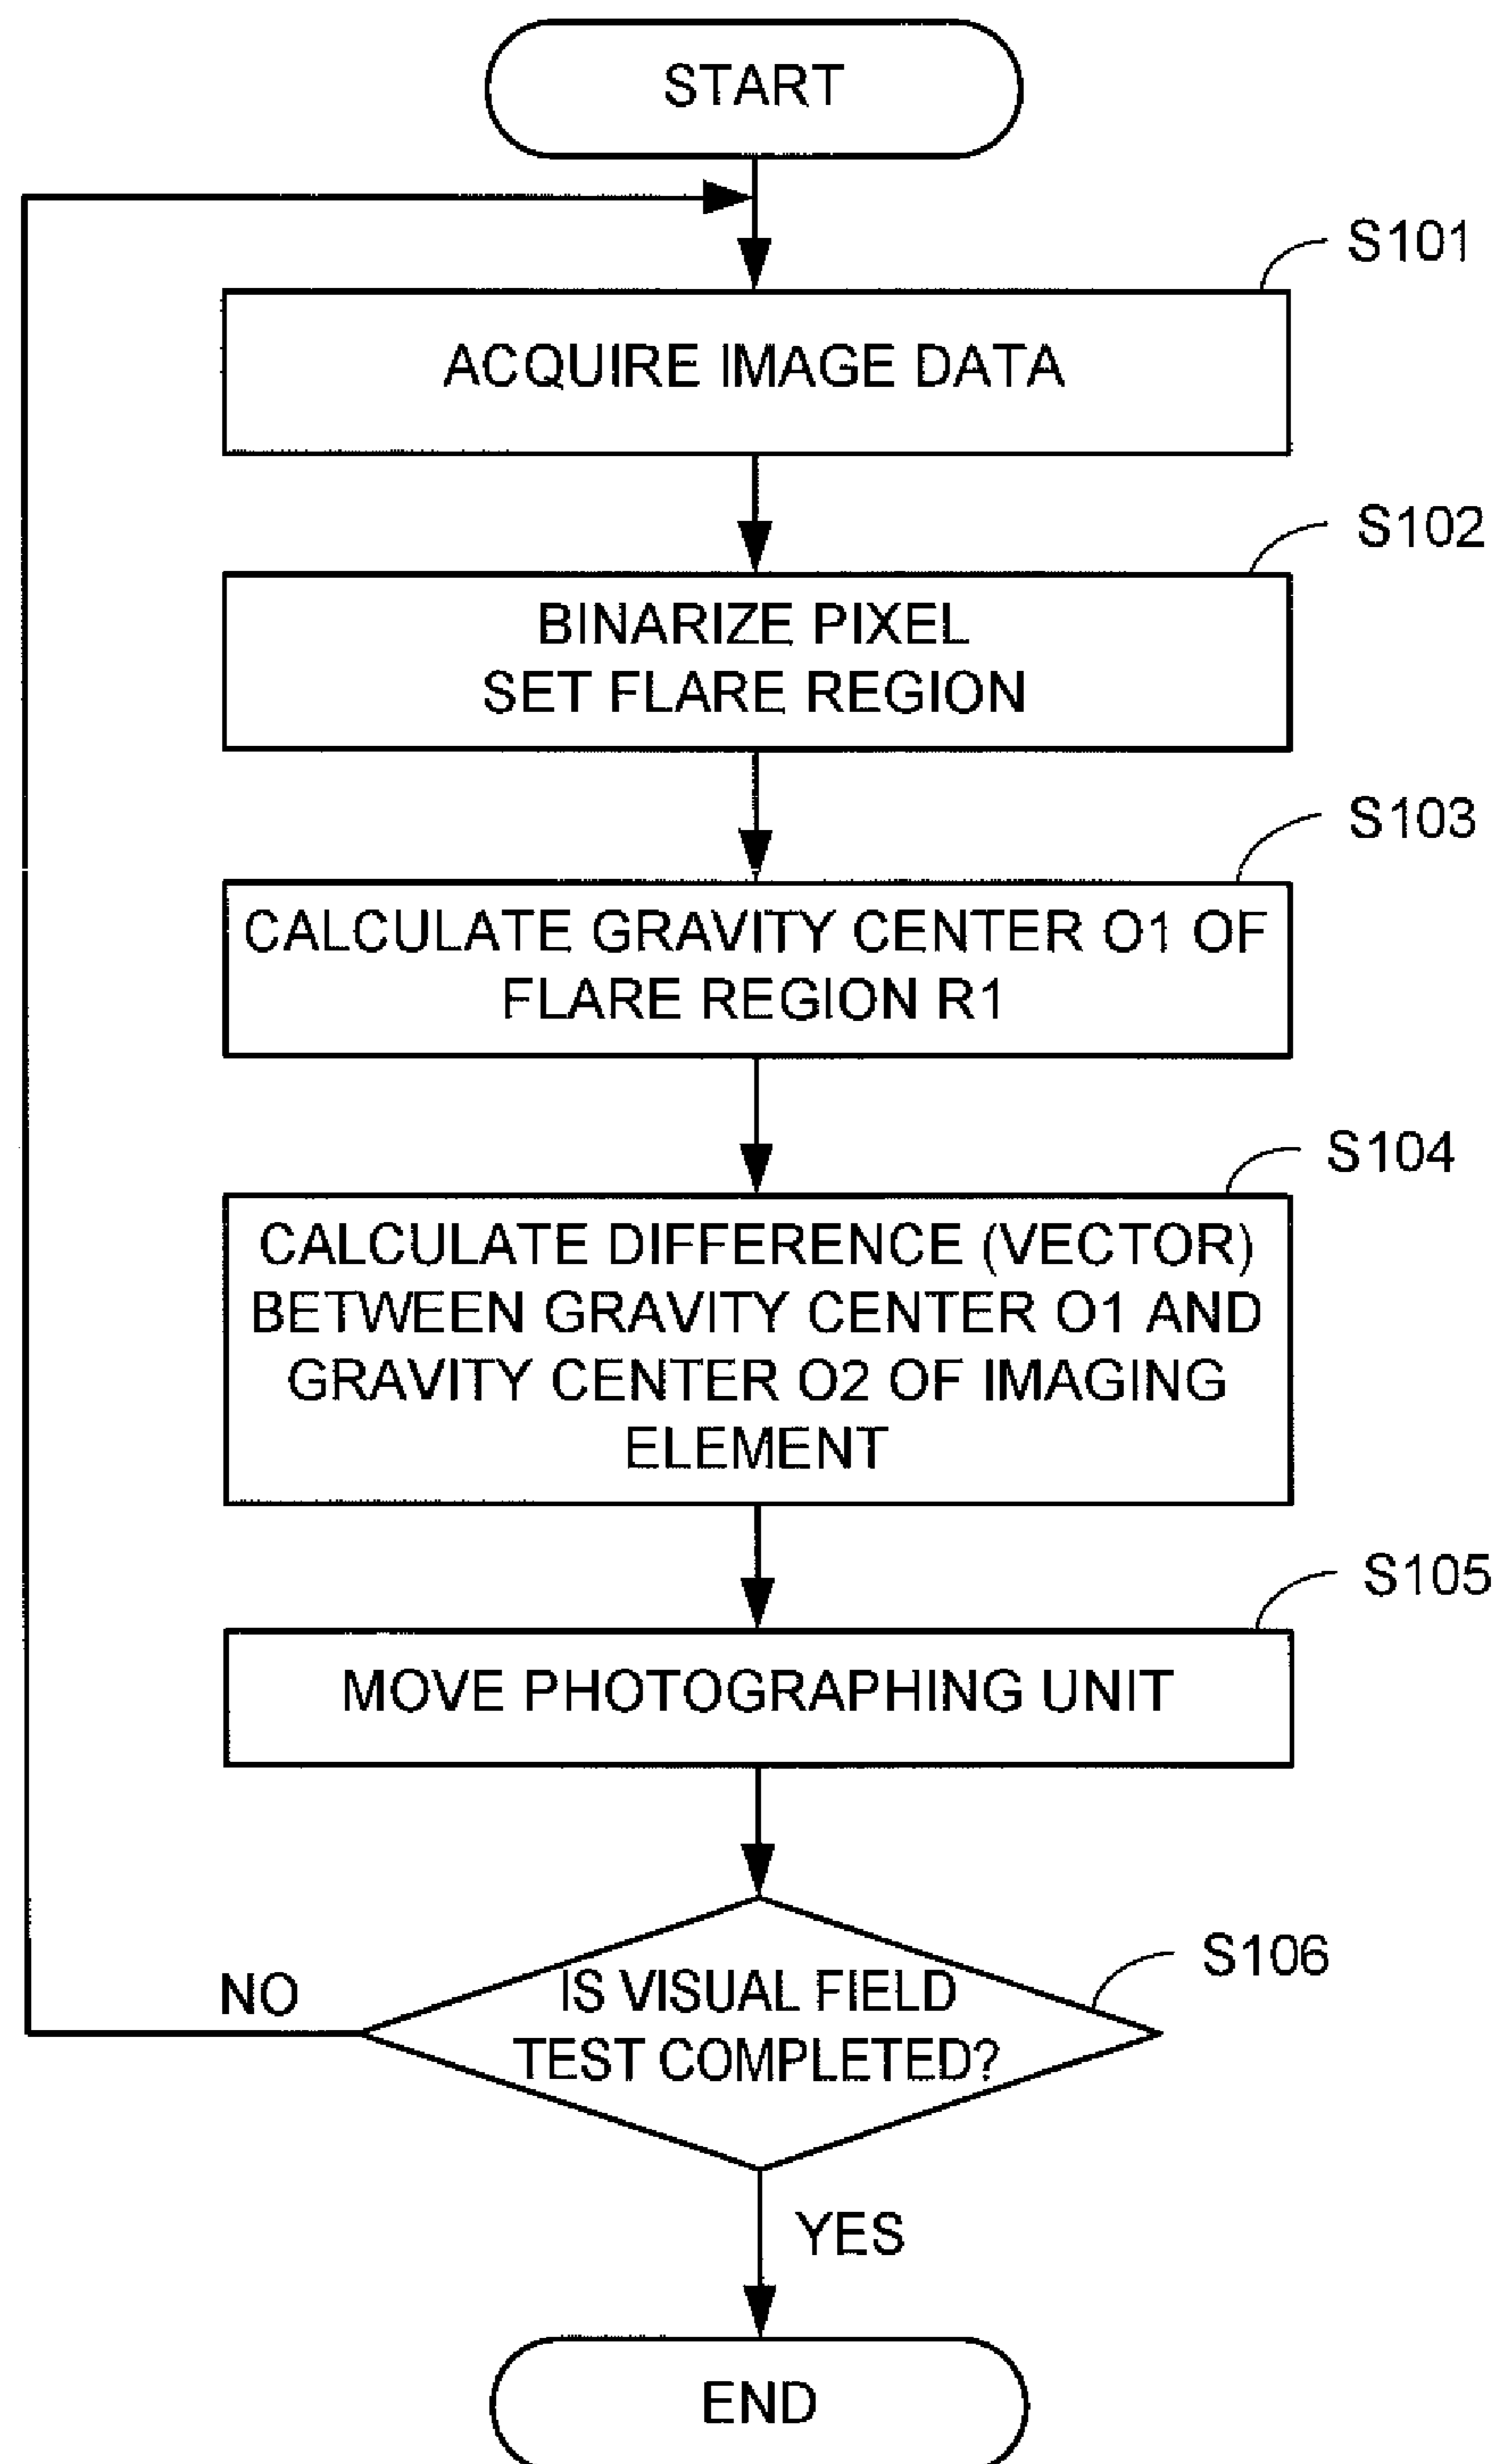 START
S101
ACQUIRE IMAGE DATA
S102
BINARIZE PIXEL
SET FLARE REGION
S103
CALCULATE GRAVITY CENTER O1 OF
FLARE REGION R1
S104
CALCULATE DIFFERENCE (VECTOR)
BETWEEN GRAVITY CENTER O1 AND
GRAVITY CENTER O2 OF IMAGING
ELEMENT
S105
MOVE PHOTOGRAPHING UNIT
S106
NO
IS VISUAL FIELD
TEST COMPLETED?
YES
END